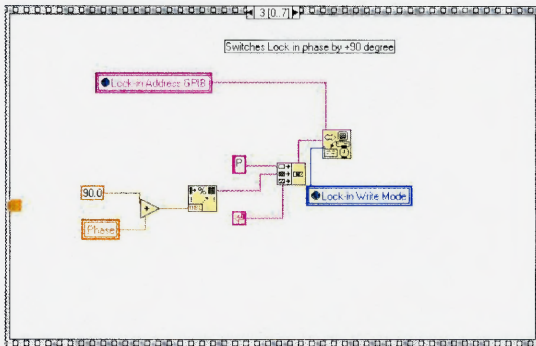 3 [0..7]
Switches Lock in phase by +90 degree
Lock-in Address GPIB
P
90.0
Lock-in Write Mode
Phase